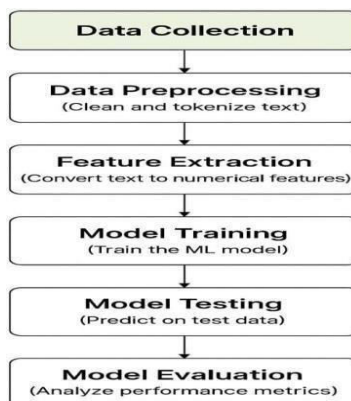 Data Collection
Data Preprocessing
(Clean and tokenize text)
Feature Extraction
(Convert text to numerical features)
Model Training
(Train the ML model)
Model Testing
(Predict on test data)
Model Evaluation
(Analyze performance metrics)